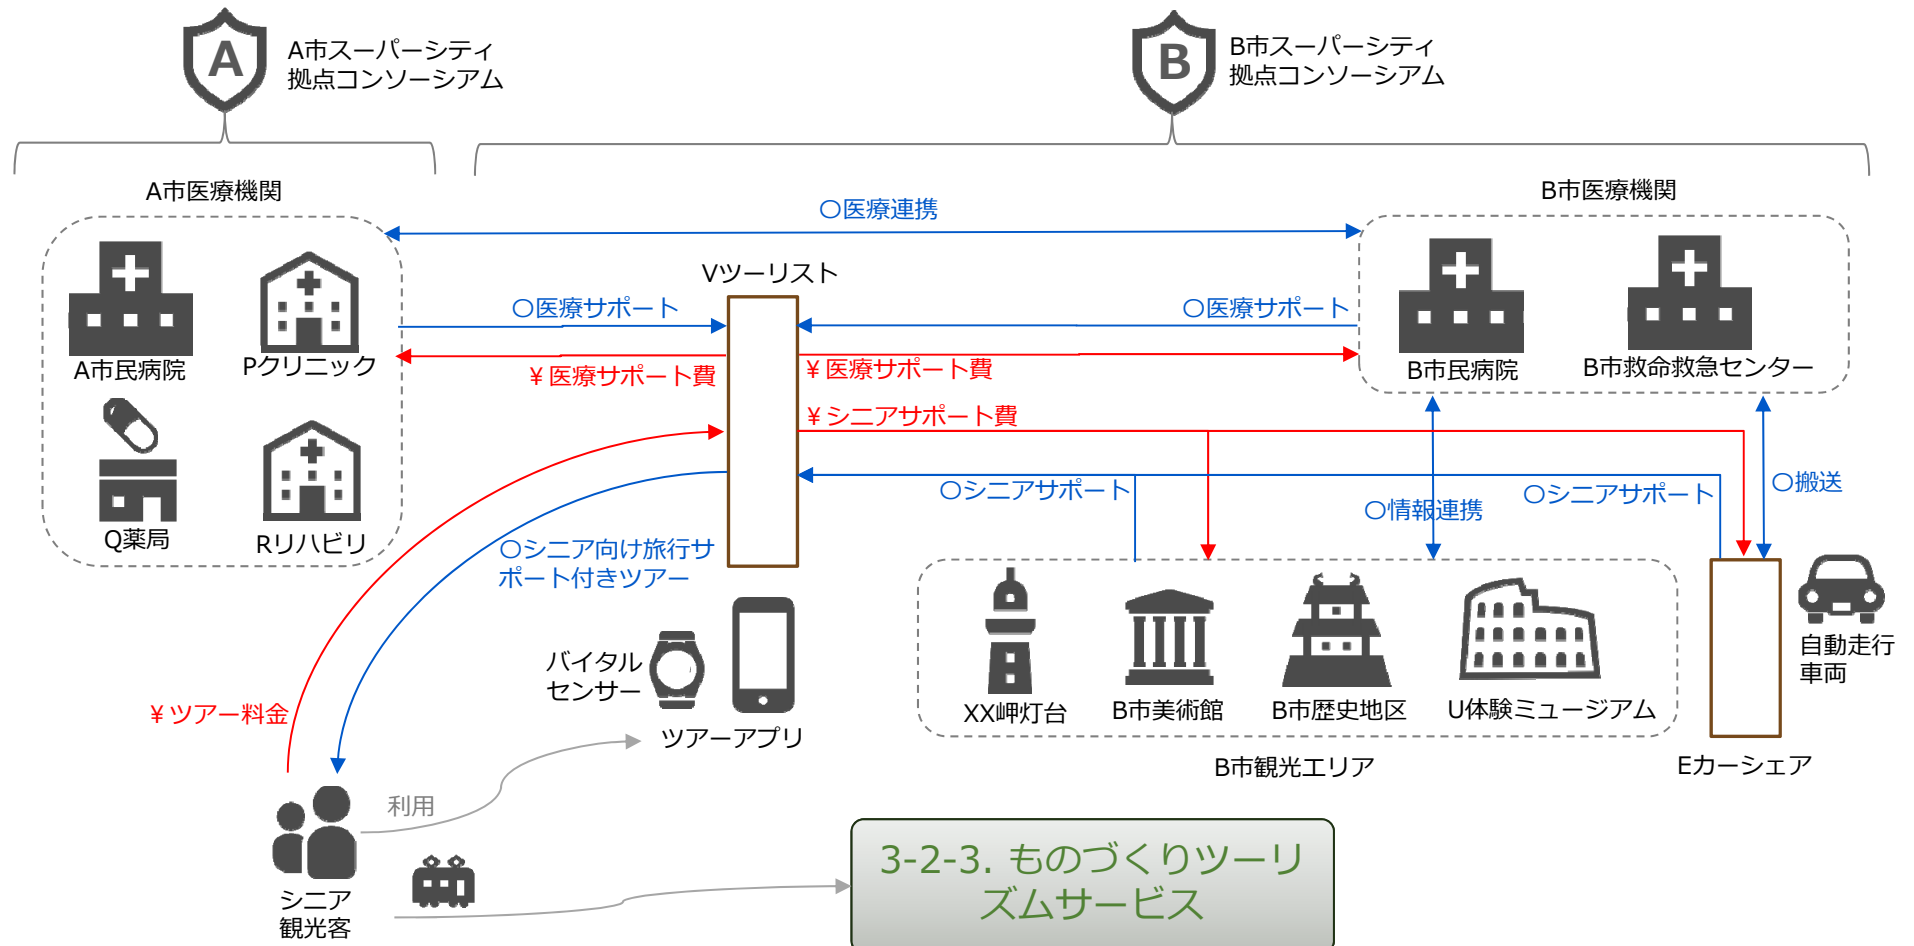 A
A市スーパーシティ
拠点コンソーシアム
B
B市スーパーシティ
拠点コンソーシアム
A市医療機関
B市医療機関
〇医療連携
Vツーリスト
〇医療サポート
〇医療サポート
A市民病院
Pクリニック
¥医療サポート費
¥医療サポート費
B市民病院
B市救命救急センター
¥シニアサポート費
〇シニアサポート
〇情報連携
〇シニアサポート
〇搬送
Q薬局
Rリハビリ
〇シニア向け旅行サ
ポート付きツアー
バイタル
センサー
ツアーアプリ
XX岬灯台
B市美術館
B市歴史地区
U体験ミュージアム
自動走行
車両
B市観光エリア
Eカーシェア
¥ツアー料金
利用
シニア
観光客
3-2-3. ものづくりツーリ
ズムサービス